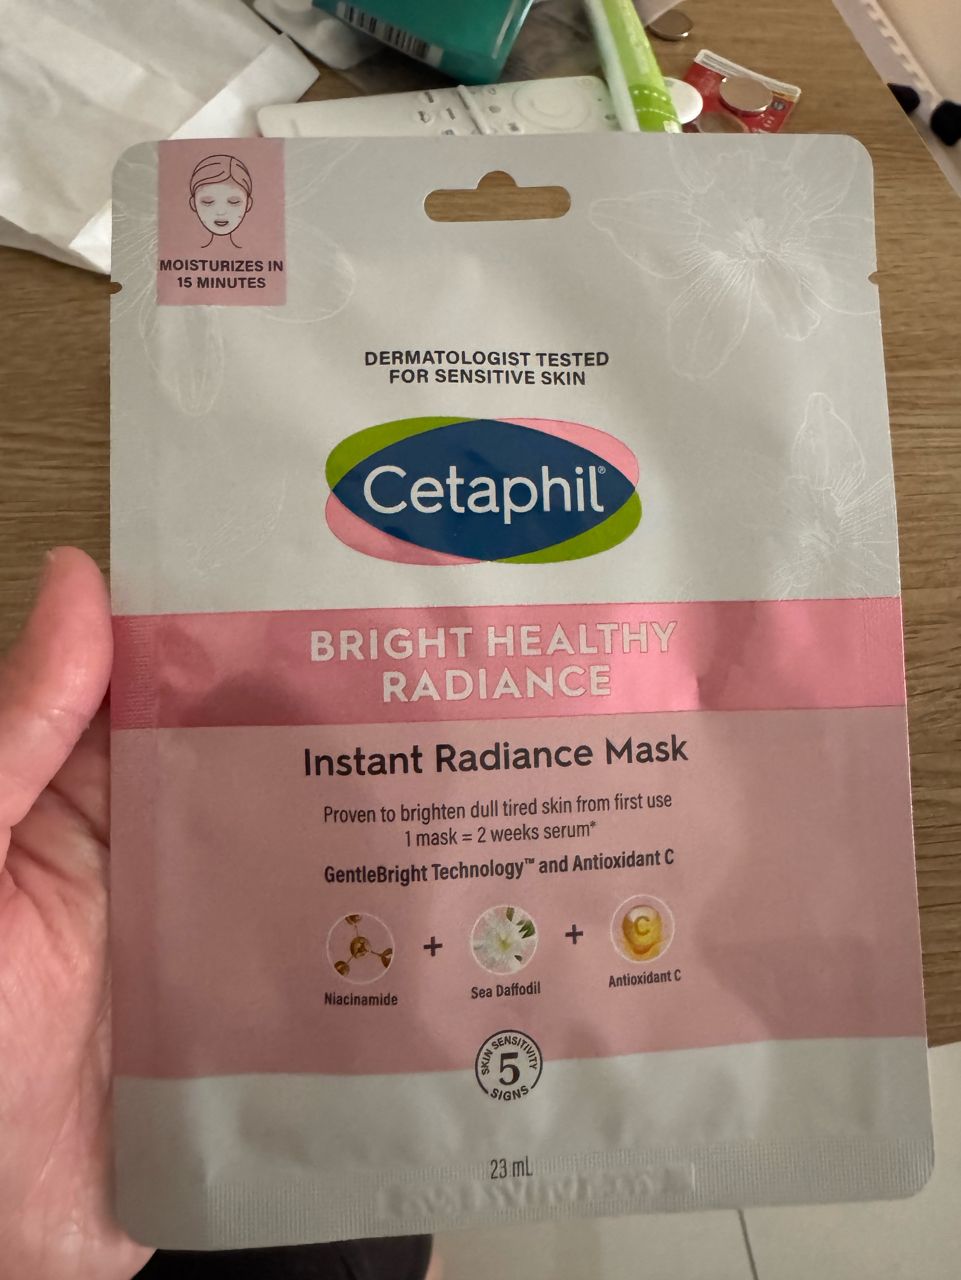 MOISTURIZES IN
15 MINUTES
DERMATOLOGIST TESTED
FOR SENSITIVE SKIN
Cetaphil®
BRIGHT HEALTHY
RADIANCE
Instant Radiance Mask
Proven to brighten dull tired skin from first use
1 mask = 2 weeks serum*
GentleBright Technology™ and Antioxidant C
C
Niacinamide + Sea Daffodil + Antioxidant C
SKIN SENSITIVITY
5
SIGNS
23 mL